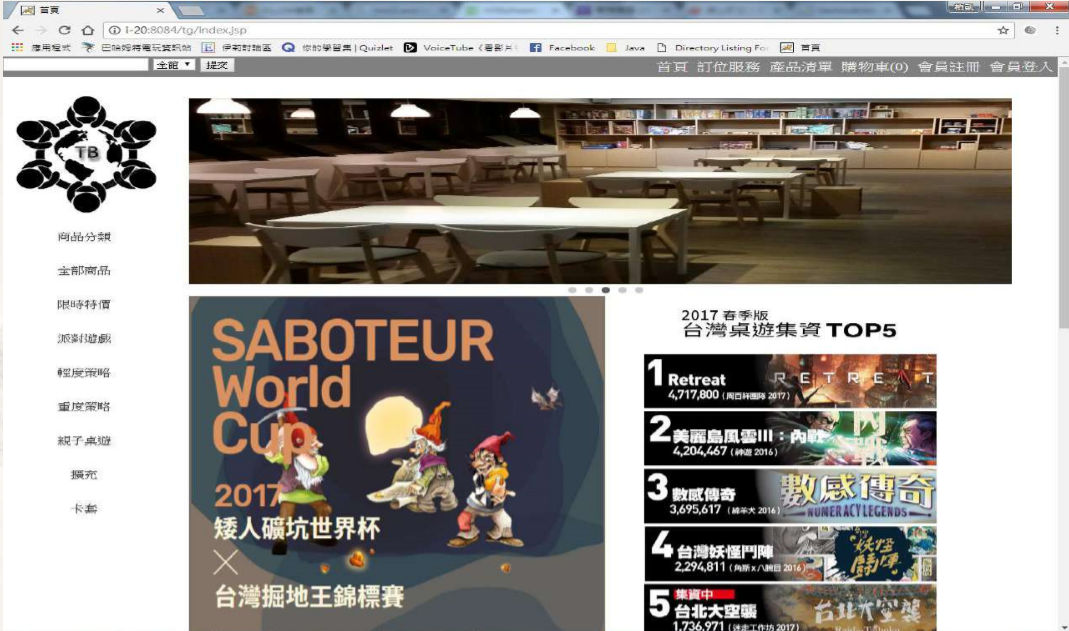 首頁
i-20:8084/tg/Index.jsp
應用程式 巴哈姆特電玩資訊站 伊莉討論區 你的學習集|Quizlet VoiceTube《看影片 Facebook Java Directory Listing Fo 首頁
全館 提交 首頁 訂位服務 產品清單 購物車(0) 會員註冊 會員登入
TB
商品分類
全部商品
限時特價
派對遊戲
輕度策略
重度策略
親子桌遊
擴充
卡套
SABOTEUR
World
Cup
2017
矮人礦坑世界杯
台灣掘地王錦標賽
2017 春季版
台灣桌遊集資 TOP5
1 Retreat
4,717,800 (周百祥團隊 2017)
RETREAT
2 美麗島風雲III：內戰
4,204,467 (神遊 2016)
內戰
3 數感傳奇
3,695,617 (綿羊犬 2016)
數感傳奇
NUMERACY LEGENDS
4 台灣妖怪鬥陣
2,294,811 (角斯x八腕目 2016)
妖怪
鬥陣
集資中
5 台北大空襲
1,736,971 (迷走工作坊 2017)
台北大空襲